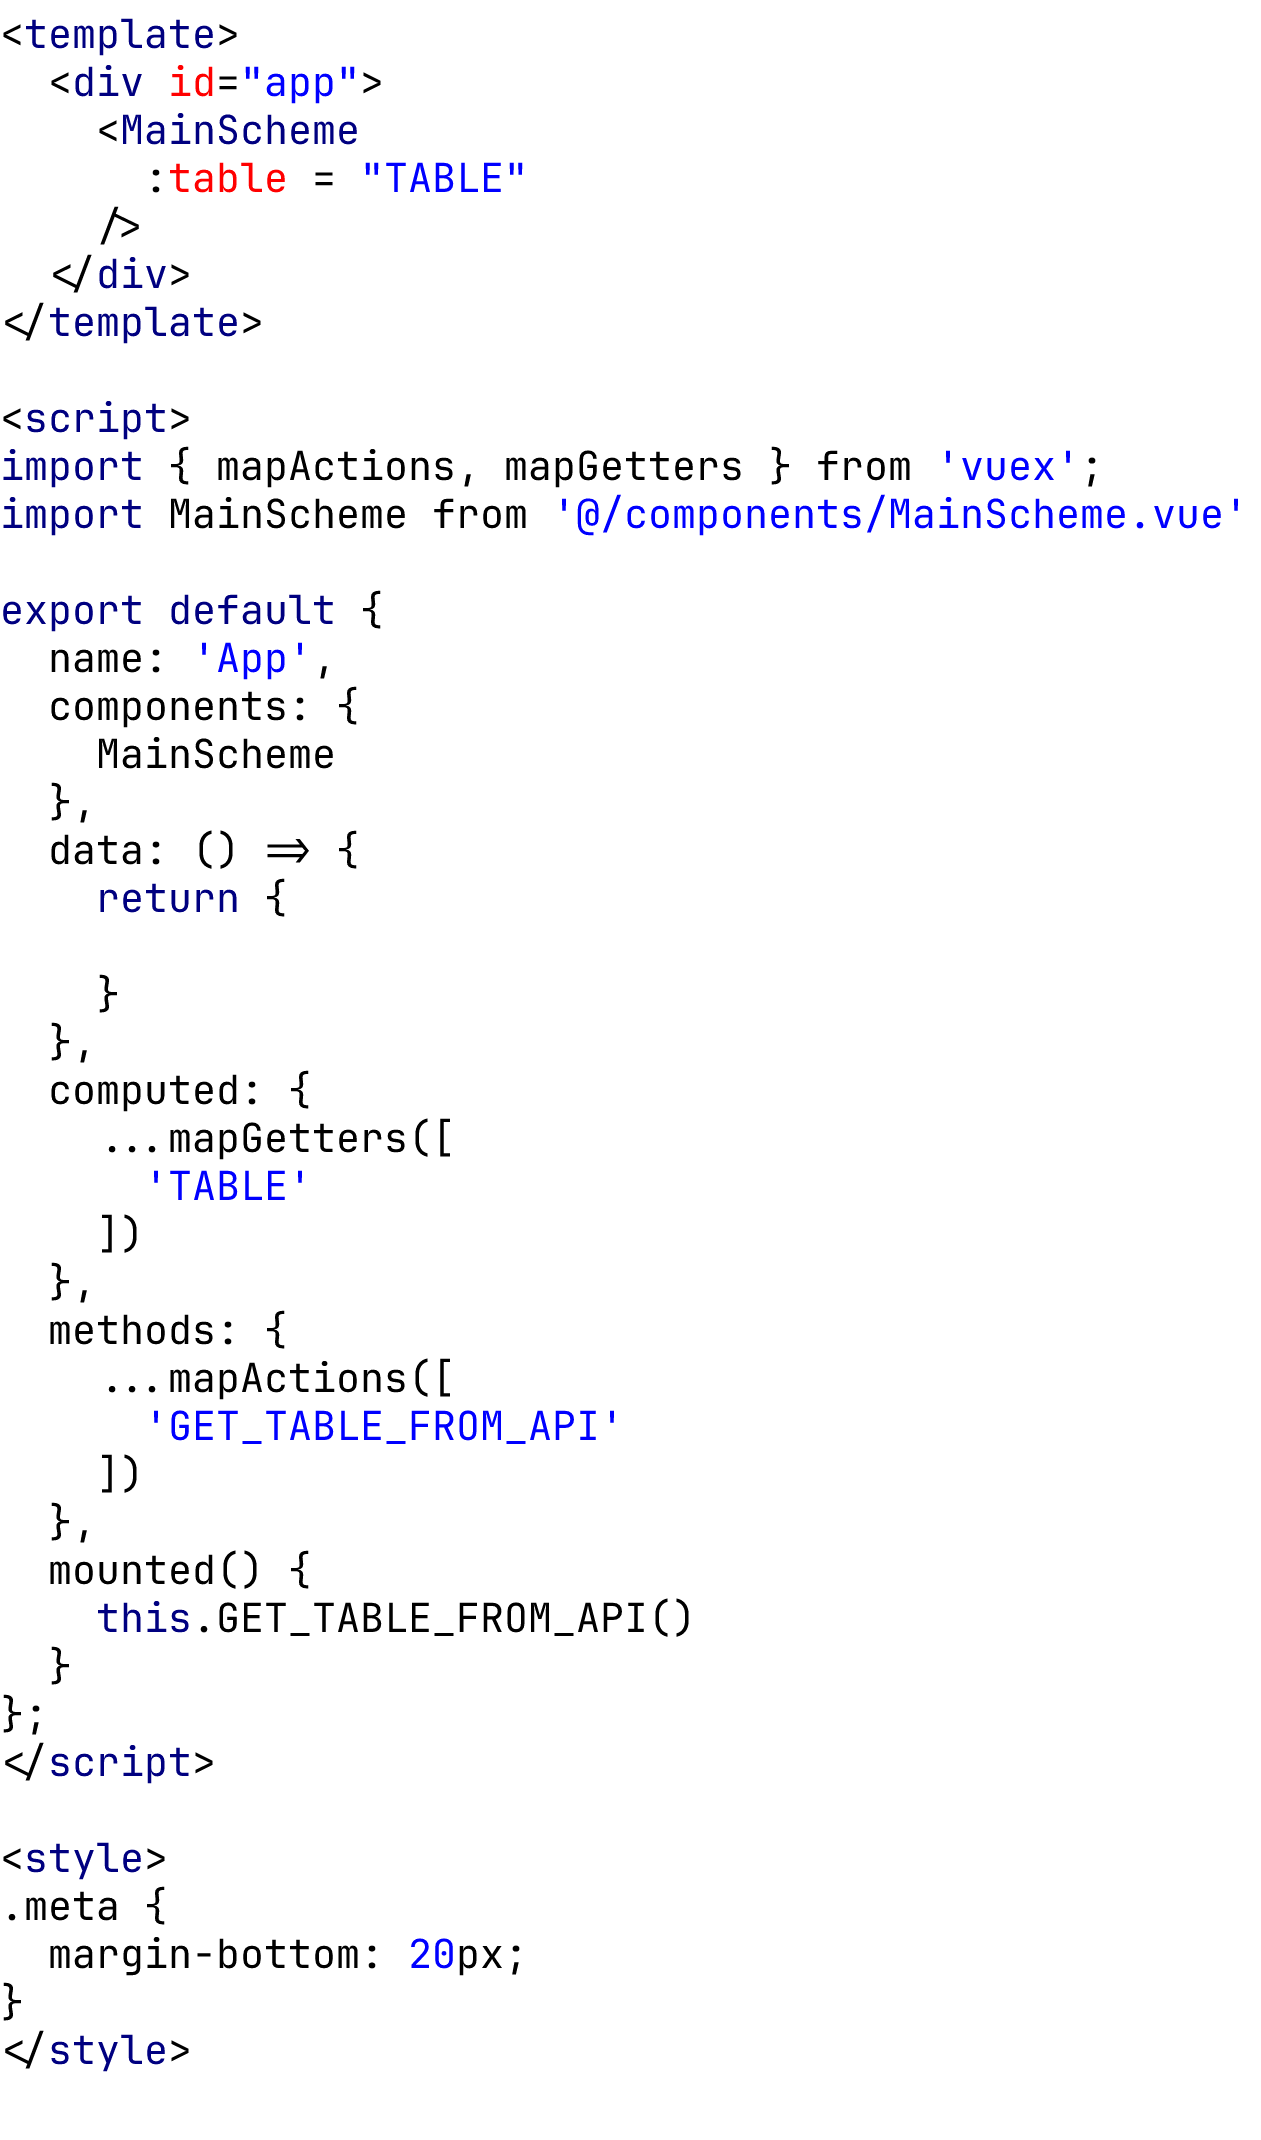 <template>
  <div id="app">
    <MainScheme
      :table = "TABLE"
    />
  </div>
</template>

<script>
import { mapActions, mapGetters } from 'vuex';
import MainScheme from '@/components/MainScheme.vue'

export default {
  name: 'App',
  components: {
    MainScheme
  },
  data: () => {
    return {

    }
  },
  computed: {
    ...mapGetters([
      'TABLE'
    ])
  },
  methods: {
    ...mapActions([
      'GET_TABLE_FROM_API'
    ])
  },
  mounted() {
    this.GET_TABLE_FROM_API()
  }
};
</script>

<style>
.meta {
  margin-bottom: 20px;
}
</style>